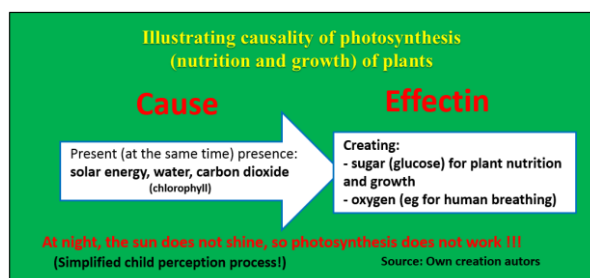 Illustrating causality of photosynthesis
(nutrition and growth) of plants
Cause
Effectin
Present (at the same time) presence:
solar energy, water, carbon dioxide
(chlorophyll)
Creating:
- sugar (glucose) for plant nutrition
and growth
- oxygen (eg for human breathing)
At night, the sun does not shine, so photosynthesis does not work !!!
(Simplified child perception process!)
Source: Own creation autors